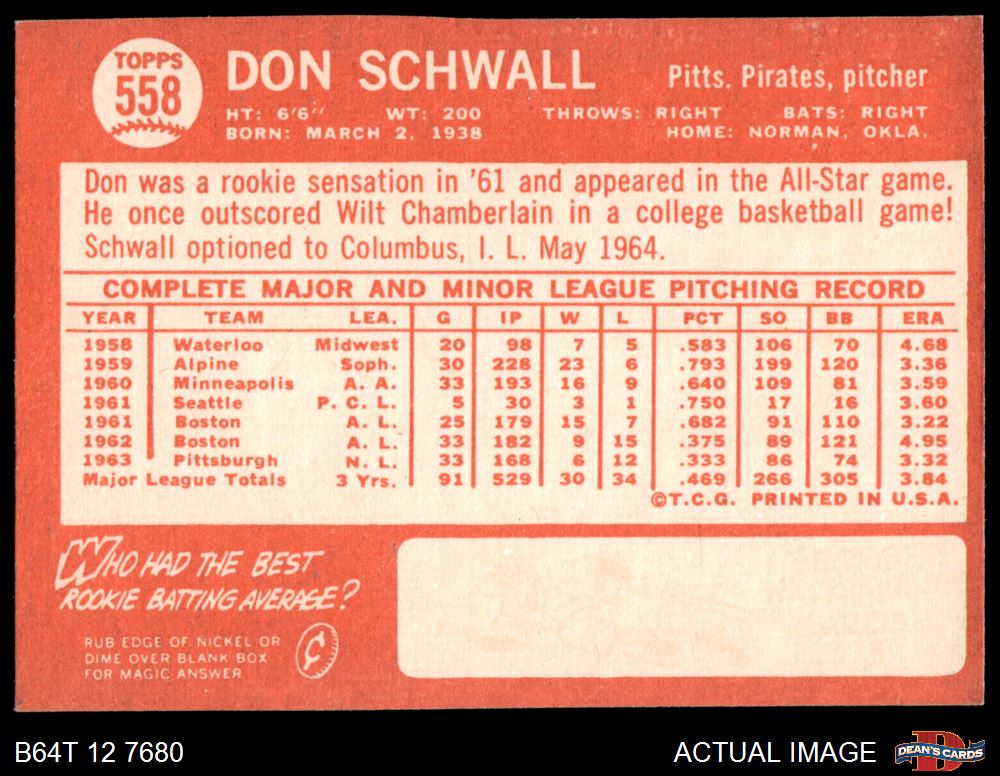 TOPPS
558
DON SCHWALL
Pitts. Pirates, pitcher
HT: 6'6" WT: 200 THROWS: RIGHT BATS: RIGHT
BORN: MARCH 2, 1938 HOME: NORMAN, OKLA.
Don was a rookie sensation in '61 and appeared in the All-Star game.
He once outscored Wilt Chamberlain in a college basketball game!
Schwall optioned to Columbus, I. L. May 1964.
COMPLETE MAJOR AND MINOR LEAGUE PITCHING RECORD
YEAR TEAM LEA. G IP W L PCT SO BB ERA
1958 Waterloo Midwest 20 98 7 5 .583 106 70 4.68
1959 Alpine Soph. 30 228 23 6 .793 199 120 3.36
1960 Minneapolis A. A. 33 193 16 9 .640 109 81 3.59
1961 Seattle P. C. L. 5 30 3 1 .750 17 16 3.60
1961 Boston A. L. 25 179 15 7 .682 91 110 3.22
1962 Boston A. L. 33 182 9 15 .375 89 121 4.95
1963 Pittsburgh N. L. 33 168 6 12 .333 86 74 3.32
Major League Totals 3 Yrs. 91 529 30 34 .469 266 305 3.84
©T.C.G. PRINTED IN U.S.A.
WHO HAD THE BEST
ROOKIE BATTING AVERAGE?
RUB EDGE OF NICKEL OR
DIME OVER BLANK BOX
FOR MAGIC ANSWER
¢
B64T 12 7680 ACTUAL IMAGE
D
DEAN'S CARDS